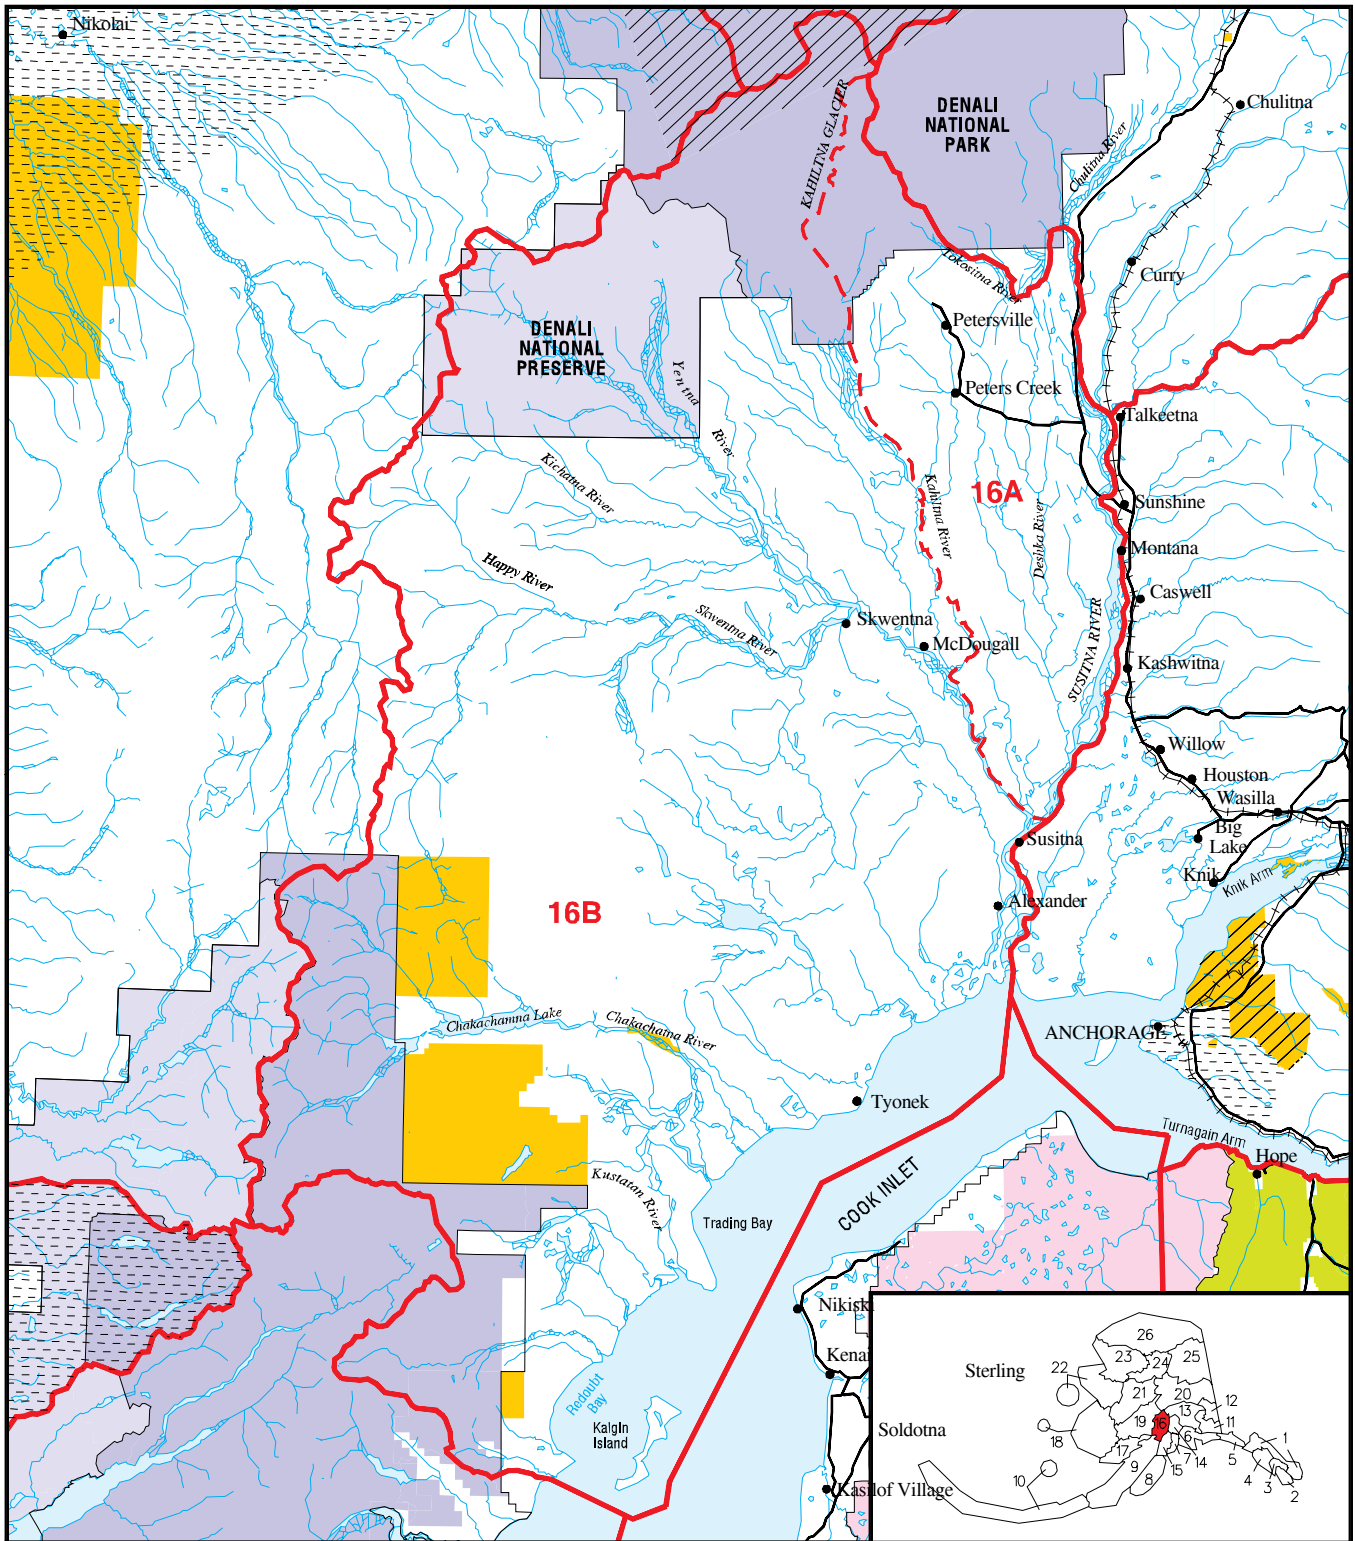 Nikolai
DENALI
NATIONAL
PARK
KAHILTNA GLACIER
Chulitna River
Chulitna
Tokositna River
Curry
Petersville
DENALI
NATIONAL
PRESERVE
Yentna
River
Peters Creek
Talkeetna
Kichatna River
Kahiltna River
16A
Deshka River
Sunshine
Montana
Happy River
Skwentna River
Skwentna
McDougall
SUSITNA RIVER
Caswell
Kashwitna
Willow
Houston
Wasilla
Big
Lake
Susitna
Knik
Knik Arm
Alexander
16B
Chakachamna Lake
Chakachatna River
ANCHORAGE
Tyonek
Turnagain Arm
Hope
Kustatan River
Trading Bay
COOK INLET
Nikiski
Kenai
Redoubt
Bay
Kalgin
Island
Sterling
Soldotna
Kasilof Village
26
23
24
25
22
21
20
12
13
11
19
16
18
17
6
5
1
7
14
15
9
8
10
4
3
2